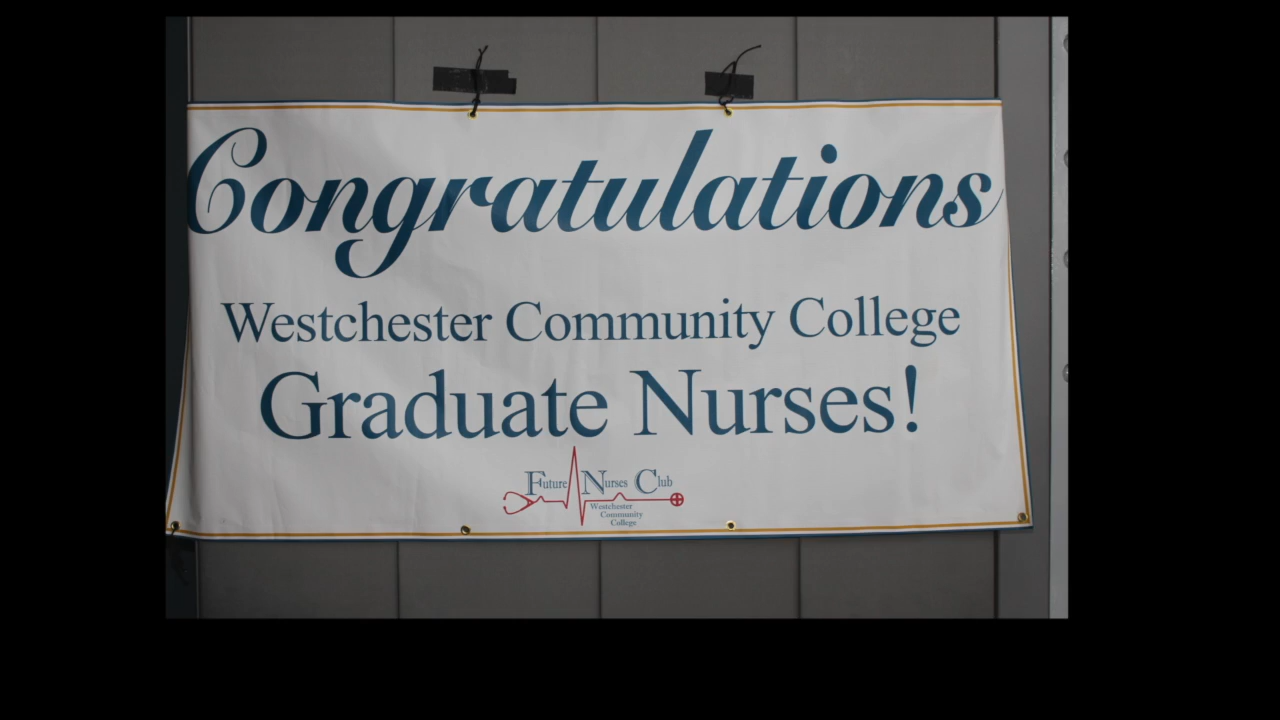 Congratulations
Westchester Community College
Graduate Nurses!
Future Nurses Club
Westchester
Community
College